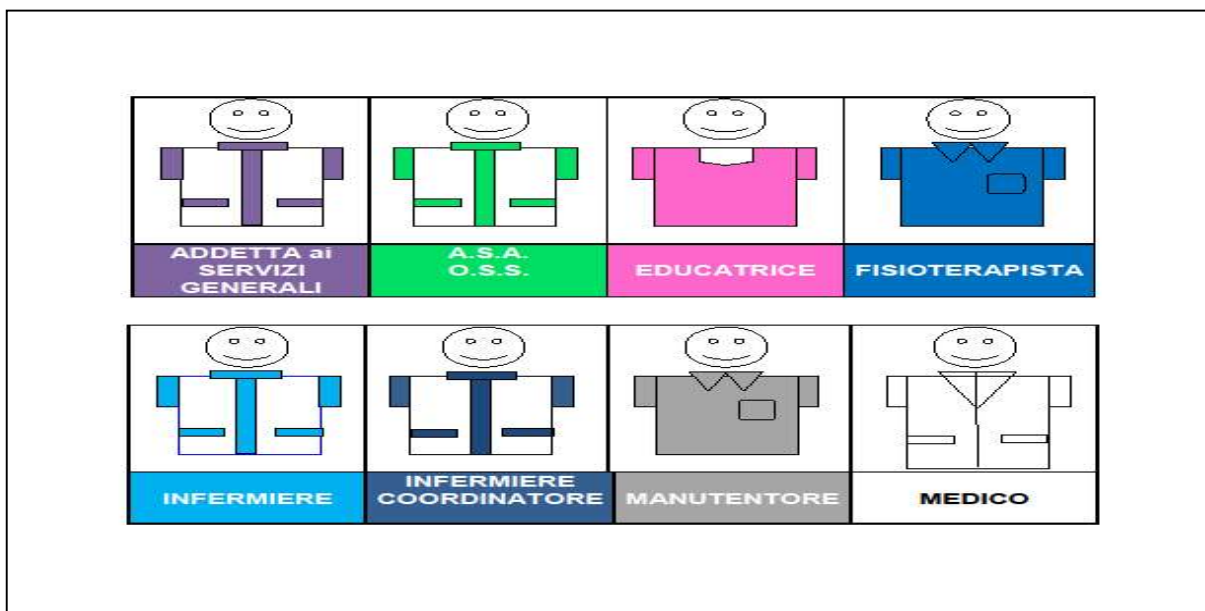 ADDETTA ai
SERVIZI
GENERALI
A.S.A.
O.S.S.
EDUCATRICE
FISIOTERAPISTA
INFERMIERE
INFERMIERE
COORDINATORE
MANUTENTORE
MEDICO